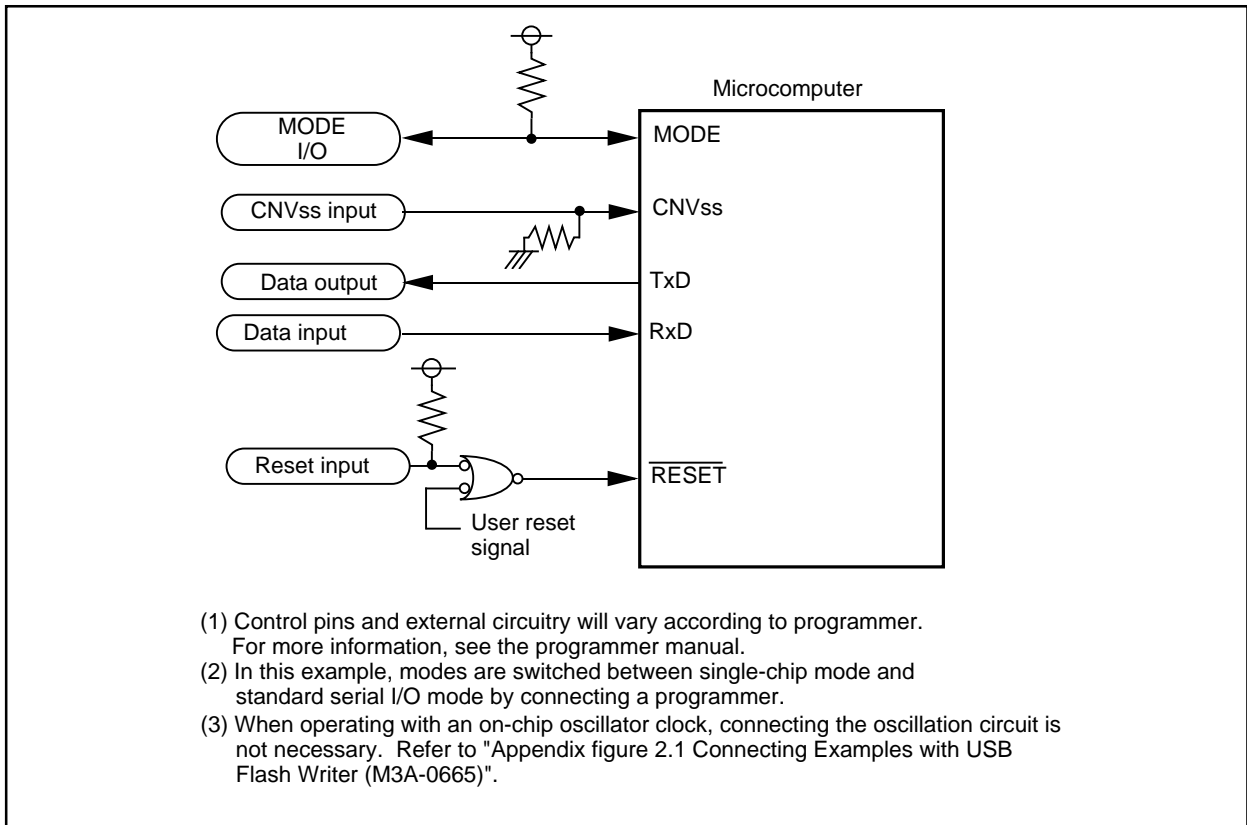 Microcomputer
MODE
I/O
MODE
CNVss input
CNVss
Data output
TxD
Data input
RxD
Reset input
RESET
User reset
signal
(1) Control pins and external circuitry will vary according to programmer.
For more information, see the programmer manual.
(2) In this example, modes are switched between single-chip mode and
standard serial I/O mode by connecting a programmer.
(3) When operating with an on-chip oscillator clock, connecting the oscillation circuit is
not necessary.  Refer to "Appendix figure 2.1 Connecting Examples with USB
Flash Writer (M3A-0665)".